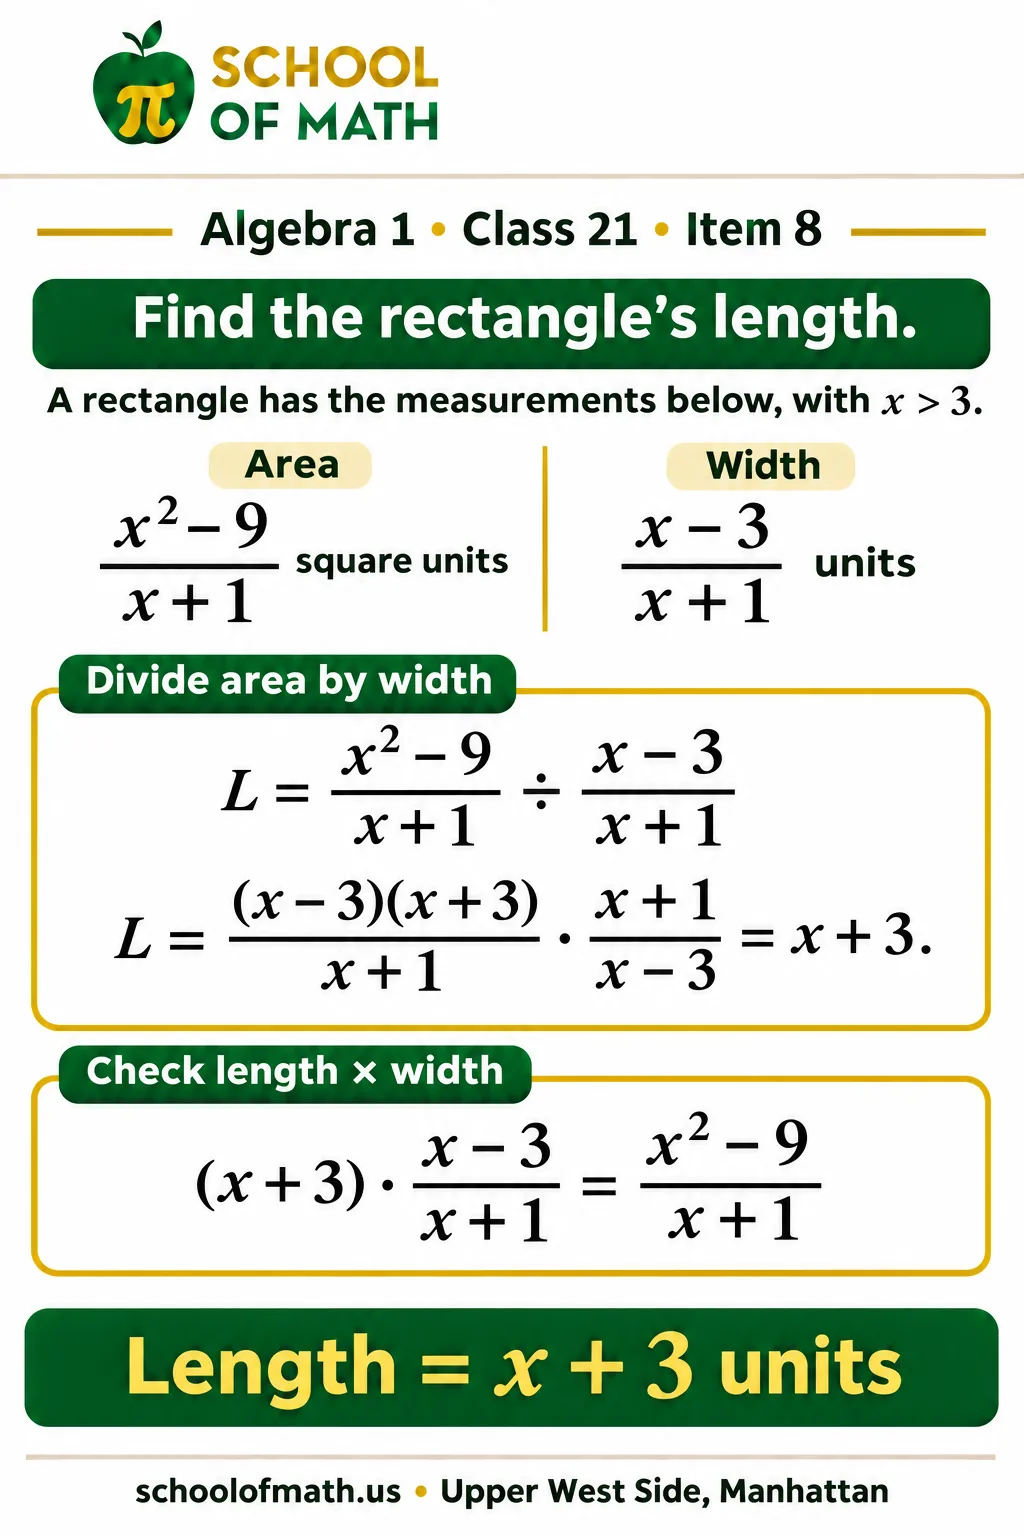 π
SCHOOL
OF MATH
Algebra 1 • Class 21 • Item 8
Find the rectangle’s length.
A rectangle has the measurements below, with x > 3.
Area
Width
x² − 9
x + 1
square units
x − 3
x + 1
units
Divide area by width
L = (x² − 9)/(x + 1) ÷ (x − 3)/(x + 1)
L = (x − 3)(x + 3)/(x + 1) · (x + 1)/(x − 3) = x + 3.
Check length × width
(x + 3) · (x − 3)/(x + 1) = (x² − 9)/(x + 1)
Length = x + 3 units
schoolofmath.us • Upper West Side, Manhattan